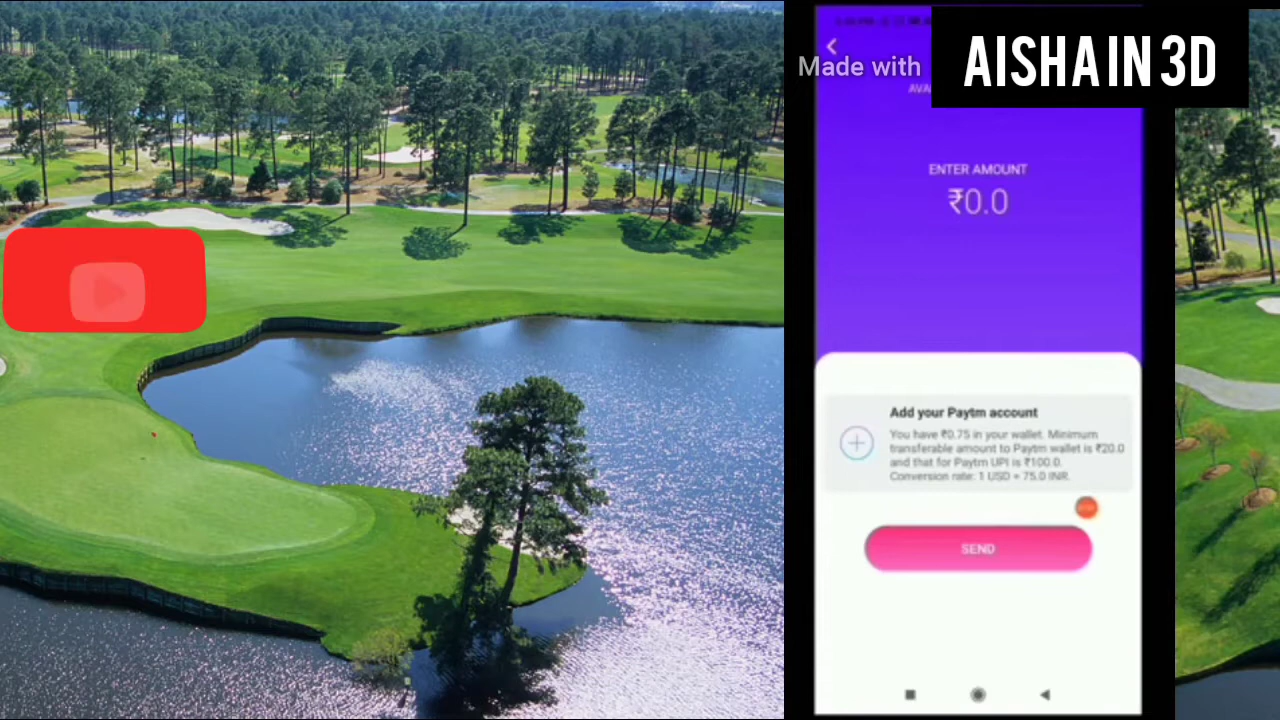 Made with
AISHA IN 3D
ENTER AMOUNT
₹0.0
Add your Paytm account
You have ₹0.75 in your wallet. Minimum
transferable amount to Paytm wallet is ₹20.0
and that for Paytm UPI is ₹100.0.
Conversion rate: 1 USD = 75.0 INR.
SEND